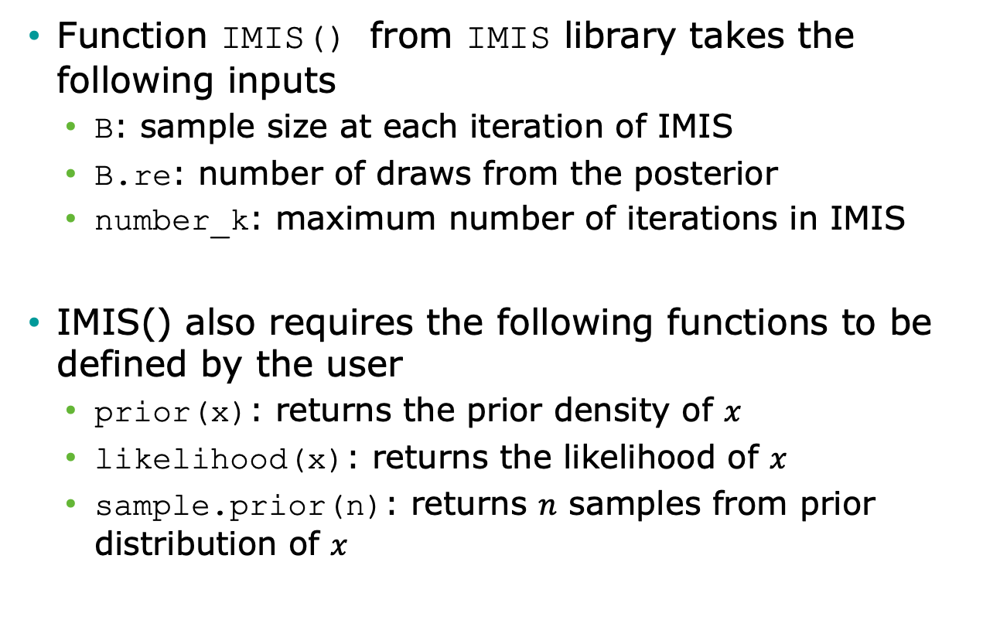 • Function IMIS() from IMIS library takes the
following inputs
• B: sample size at each iteration of IMIS
• B.re: number of draws from the posterior
• number_k: maximum number of iterations in IMIS
• IMIS() also requires the following functions to be
defined by the user
• prior(x): returns the prior density of x
• likelihood(x): returns the likelihood of x
• sample.prior(n): returns n samples from prior
distribution of x